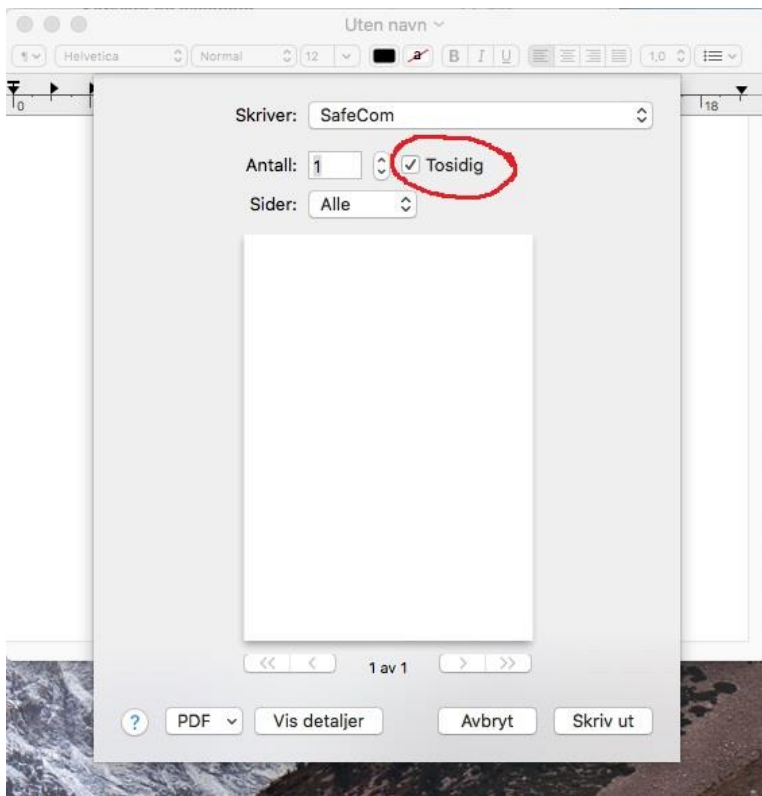 Uten navn
Helvetica Normal 12 a B I U 1,0
0 18
Skriver: SafeCom
Antall: 1 Tosidig
Sider: Alle
1 av 1
? PDF Vis detaljer Avbryt Skriv ut